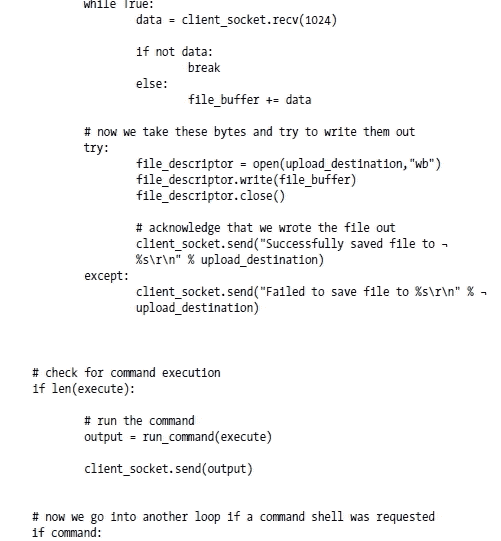 while True:
data = client_socket.recv(1024)
if not data:
break
else:
file_buffer += data
# now we take these bytes and try to write them out
try:
file_descriptor = open(upload_destination,"wb")
file_descriptor.write(file_buffer)
file_descriptor.close()
# acknowledge that we wrote the file out
client_socket.send("Successfully saved file to ¬
%s\r\n" % upload_destination)
except:
client_socket.send("Failed to save file to %s\r\n" % ¬
upload_destination)
# check for command execution
if len(execute):
# run the command
output = run_command(execute)
client_socket.send(output)
# now we go into another loop if a command shell was requested
if command: